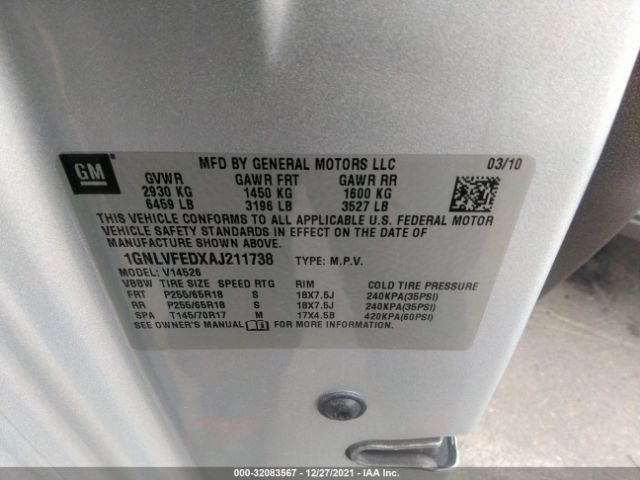 GM
MFD BY GENERAL MOTORS LLC 03/10
GVWR GAWR FRT GAWR RR
2930 KG 1450 KG 1600 KG
6459 LB 3196 LB 3527 LB
THIS VEHICLE CONFORMS TO ALL APPLICABLE U.S. FEDERAL MOTOR
VEHICLE SAFETY STANDARDS IN EFFECT ON THE DATE OF
MANUFACTURE SHOWN ABOVE.
1GNLVFEDXAJ211738 TYPE: M.P.V.
MODEL: V14526
VBBW TIRE SIZE SPEED RTG RIM COLD TIRE PRESSURE
FRT P255/65R18 S 18X7.5J 240KPA(35PSI)
RR P255/65R18 S 18X7.5J 240KPA(35PSI)
SPA T145/70R17 M 17X4.5B 420KPA(60PSI)
SEE OWNER'S MANUAL FOR MORE INFORMATION.
000-32083567 - 12/27/2021 - IAA Inc.